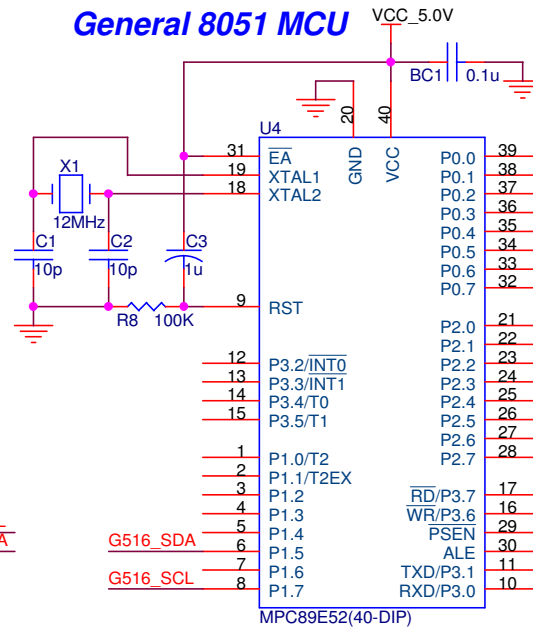 General 8051 MCU
VCC_5.0V
BC1 0.1u
U4
20 40
GND VCC
31 EA P0.0 39
X1 19 XTAL1 P0.1 38
18 XTAL2 P0.2 37
12MHz P0.3 36
C1 C2 C3 P0.4 35
P0.5 34
10p 10p 1u P0.6 33
P0.7 32
R8 100K 9 RST
P2.0 21
P2.1 22
12 P3.2/INT0 P2.2 23
13 P3.3/INT1 P2.3 24
14 P3.4/T0 P2.4 25
15 P3.5/T1 P2.5 26
P2.6 27
1 P1.0/T2 P2.7 28
2 P1.1/T2EX
3 P1.2 RD/P3.7 17
4 P1.3 WR/P3.6 16
5 P1.4 PSEN 29
A G516_SDA 6 P1.5 ALE 30
7 P1.6 TXD/P3.1 11
G516_SCL 8 P1.7 RXD/P3.0 10
MPC89E52(40-DIP)